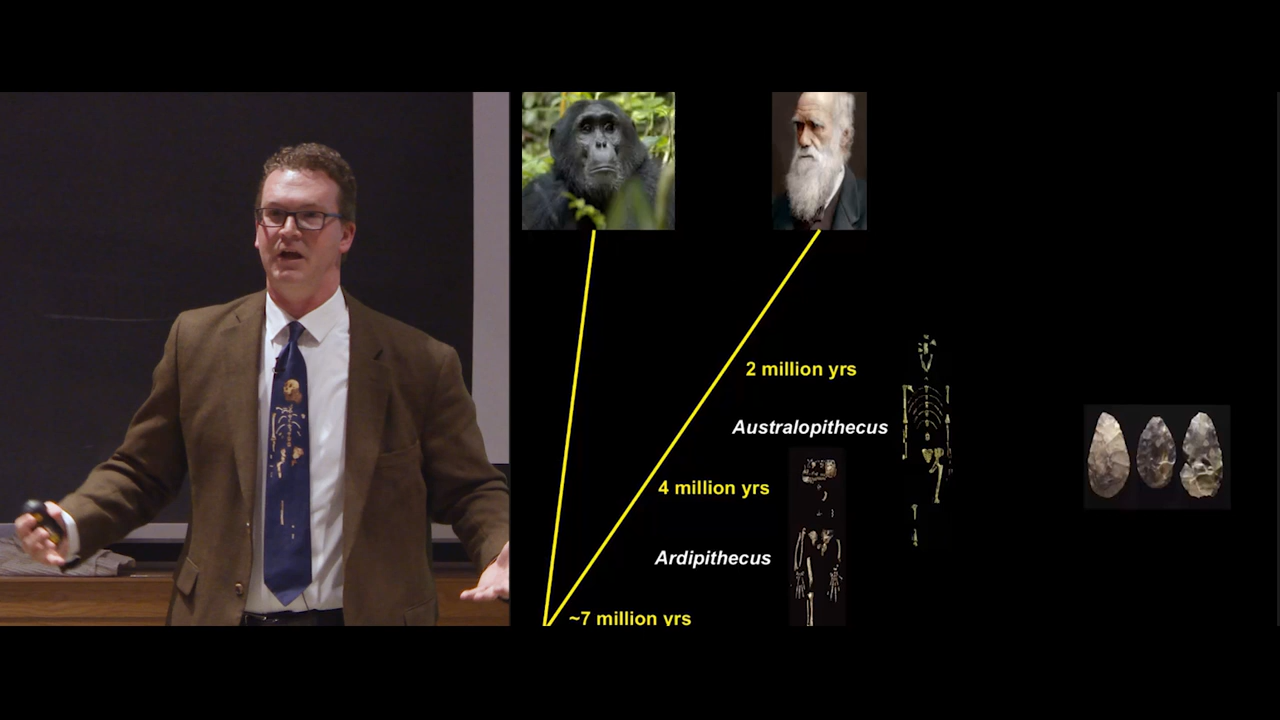 2 million yrs
Australopithecus
4 million yrs
Ardipithecus
~7 million yrs